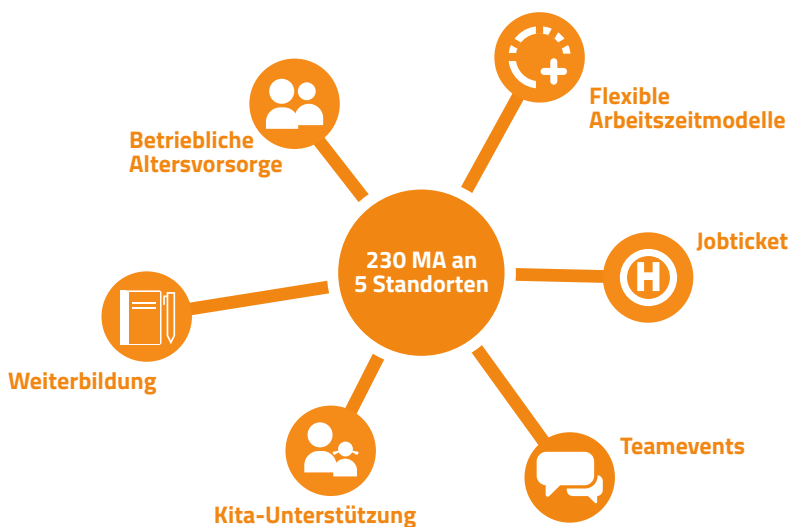 Flexible
Arbeitszeitmodelle
Betriebliche
Altersvorsorge
230 MA an
5 Standorten
Jobticket
H
Weiterbildung
Teamevents
Kita-Unterstützung